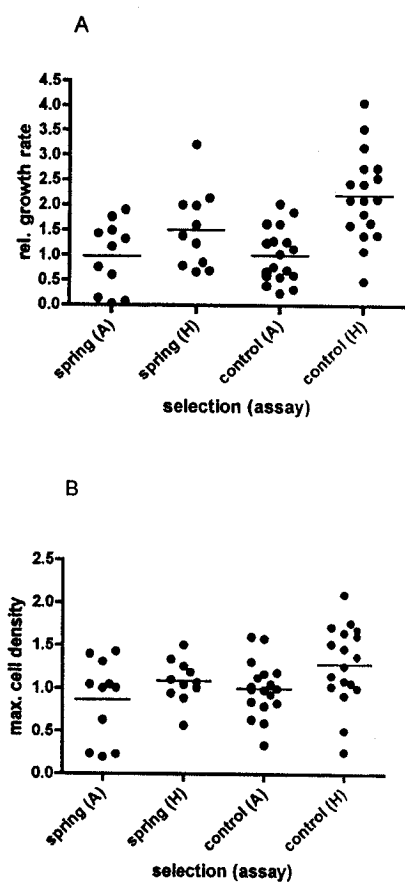 A
rel. growth rate
4.5
4.0
3.5
3.0
2.5
2.0
1.5
1.0
0.5
0.0
spring (A)
spring (H)
control (A)
control (H)
selection (assay)
B
max. cell density
2.5
2.0
1.5
1.0
0.5
0.0
spring (A)
spring (H)
control (A)
control (H)
selection (assay)